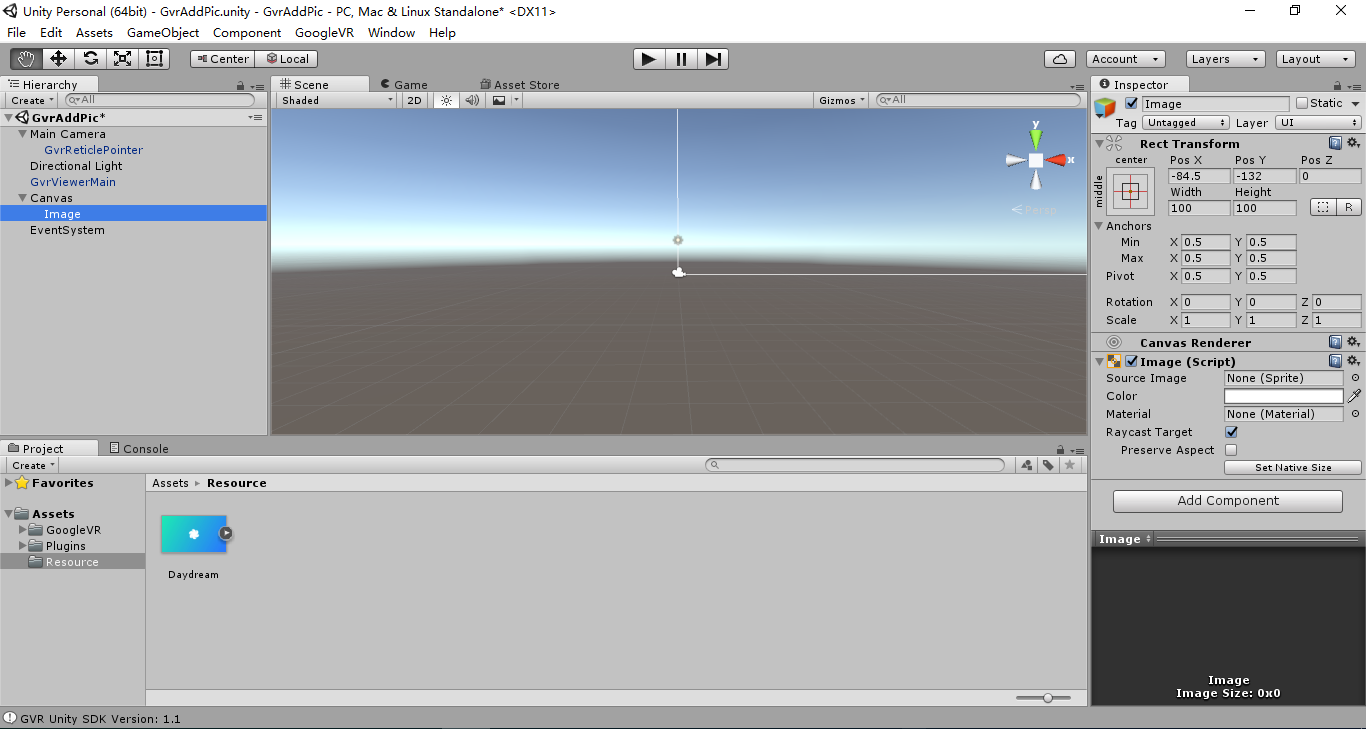 Unity Personal (64bit) - GvrAddPic.unity - GvrAddPic - PC, Mac & Linux Standalone* <DX11>
File Edit Assets GameObject Component GoogleVR Window Help
Center Local Account Layers Layout
Hierarchy
Create All
GvrAddPic*
Main Camera
GvrReticlePointer
Directional Light
GvrViewerMain
Canvas
Image
EventSystem
Scene Game Asset Store
Shaded 2D Gizmos All
y
x
Persp
Inspector
Image Static
Tag Untagged Layer UI
Rect Transform
center Pos X Pos Y Pos Z
middle -84.5 -132 0
Width Height
100 100 R
Anchors
Min X 0.5 Y 0.5
Max X 0.5 Y 0.5
Pivot X 0.5 Y 0.5
Rotation X 0 Y 0 Z 0
Scale X 1 Y 1 Z 1
Canvas Renderer
Image (Script)
Source Image None (Sprite)
Color
Material None (Material)
Raycast Target
Preserve Aspect
Set Native Size
Add Component
Image
Image
Image Size: 0x0
Project Console
Create
Favorites
Assets
GoogleVR
Plugins
Resource
Assets Resource
Daydream
GVR Unity SDK Version: 1.1